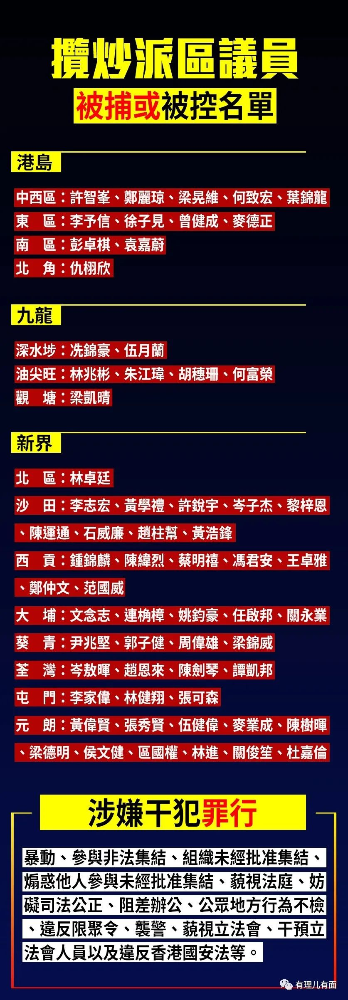 攬炒派區議員
被捕或被控名單
港島
中西區：許智峯、鄭麗琼、梁晃維、何致宏、葉錦龍
東　區：李予信、徐子見、曾健成、麥德正
南　區：彭卓棋、袁嘉蔚
北　角：仇栩欣
九龍
深水埗：冼錦豪、伍月蘭
油尖旺：林兆彬、朱江瑋、胡穗珊、何富榮
觀　塘：梁凱晴
新界
北　區：林卓廷
沙　田：李志宏、黃學禮、許銳宇、岑子杰、黎梓恩
、陳運通、石威廉、趙柱幫、黃浩鋒
西　貢：鍾錦麟、陳緯烈、蔡明禧、馮君安、王卓雅
、鄭仲文、范國威
大　埔：文念志、連桷樟、姚鈞豪、任啟邦、關永業
葵　青：尹兆堅、郭子健、周偉雄、梁錦威
荃　灣：岑敖暉、趙恩來、陳劍琴、譚凱邦
屯　門：李家偉、林健翔、張可森
元　朗：黃偉賢、張秀賢、伍健偉、麥業成、陳樹暉
、梁德明、侯文健、區國權、林進、關俊笙、杜嘉倫
涉嫌干犯罪行
暴動、參與非法集結、組織未經批准集結、
煽惑他人參與未經批准集結、藐視法庭、妨
礙司法公正、阻差辦公、公眾地方行為不檢
、違反限聚令、襲警、藐視立法會、干預立
法會人員以及違反香港國安法等。
有理儿有面